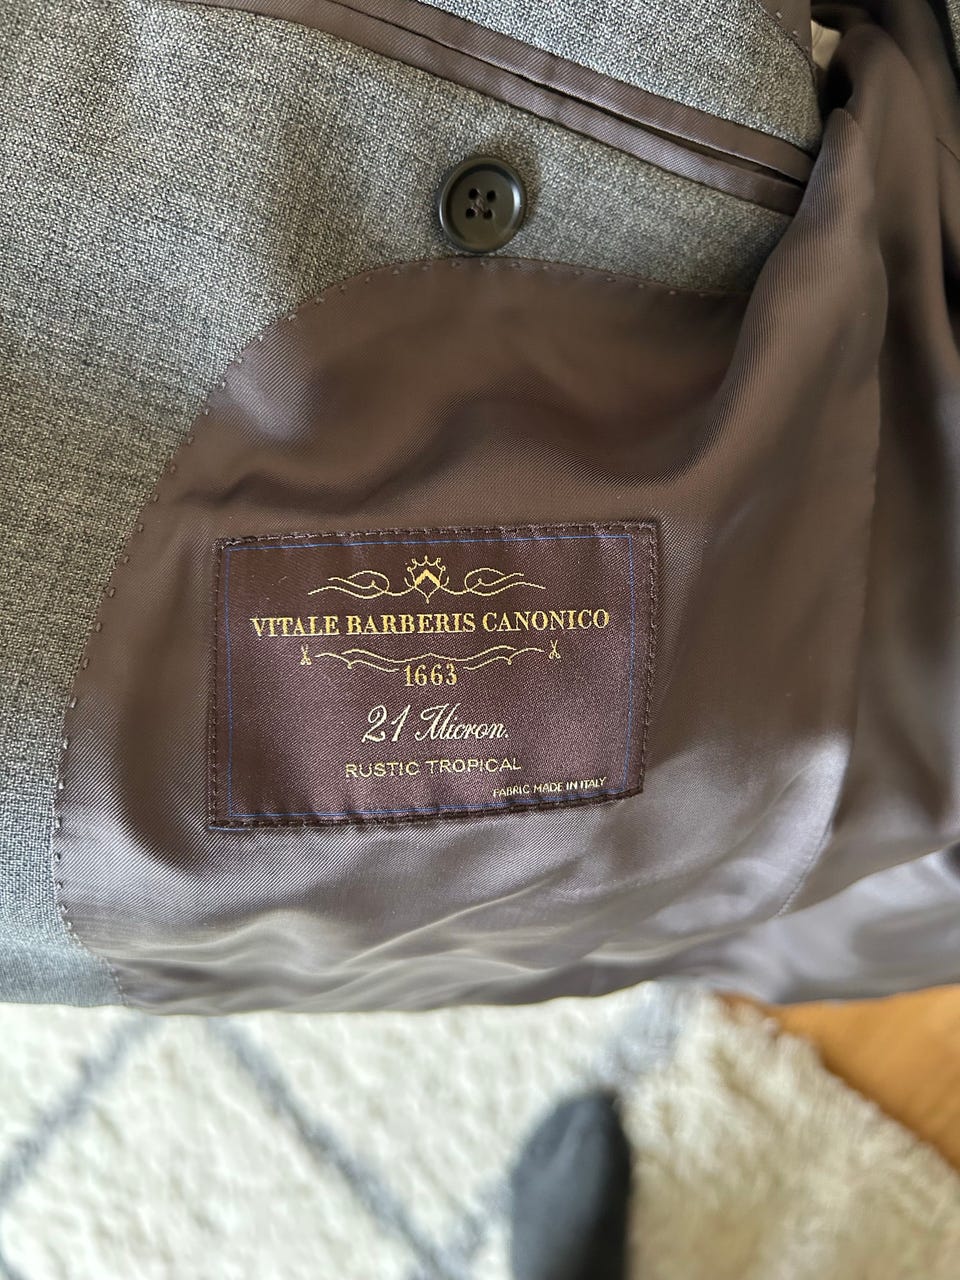 VITALE BARBERIS CANONICO
1663
21 Micron.
RUSTIC TROPICAL
FABRIC MADE IN ITALY